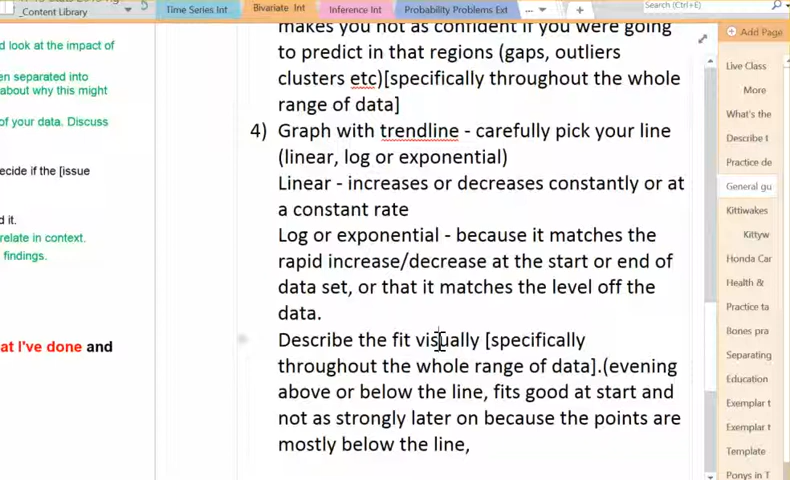 _Content Library
Time Series Int
Bivariate Int
Inference Int
Probability Problems Ext
...
+
Search (Ctrl+E)
d look at the impact of
en separated into
about why this might
of your data. Discuss
ecide if the [issue
d it.
relate in context.
findings.
at I've done and
makes you not as confident if you were going
to predict in that regions (gaps, outliers
clusters etc)[specifically throughout the whole
range of data]
4) Graph with trendline - carefully pick your line
(linear, log or exponential)
Linear - increases or decreases constantly or at
a constant rate
Log or exponential - because it matches the
rapid increase/decrease at the start or end of
data set, or that it matches the level off the
data.
Describe the fit visually [specifically
throughout the whole range of data].(evening
above or below the line, fits good at start and
not as strongly later on because the points are
mostly below the line,
Add Page
Live Class
More
What's the
Describe t
Practice de
General gu
Kittiwakes
Kittyw
Honda Car
Health &
Practice ta
Bones pra
Separating
Education
Exemplar t
Exemplar t
Template
Ponys in T